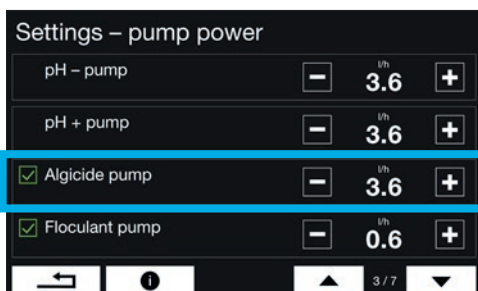 Settings – pump power
pH – pump
l/h
3.6
pH + pump
l/h
3.6
Algicide pump
l/h
3.6
Floculant pump
l/h
0.6
3/7